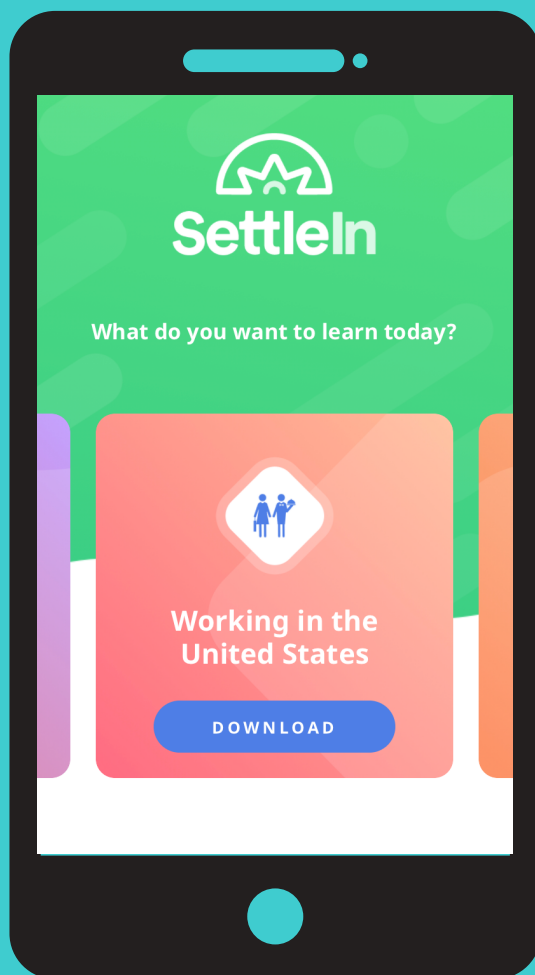 SettleIn
What do you want to learn today?
Working in the
United States
DOWNLOAD